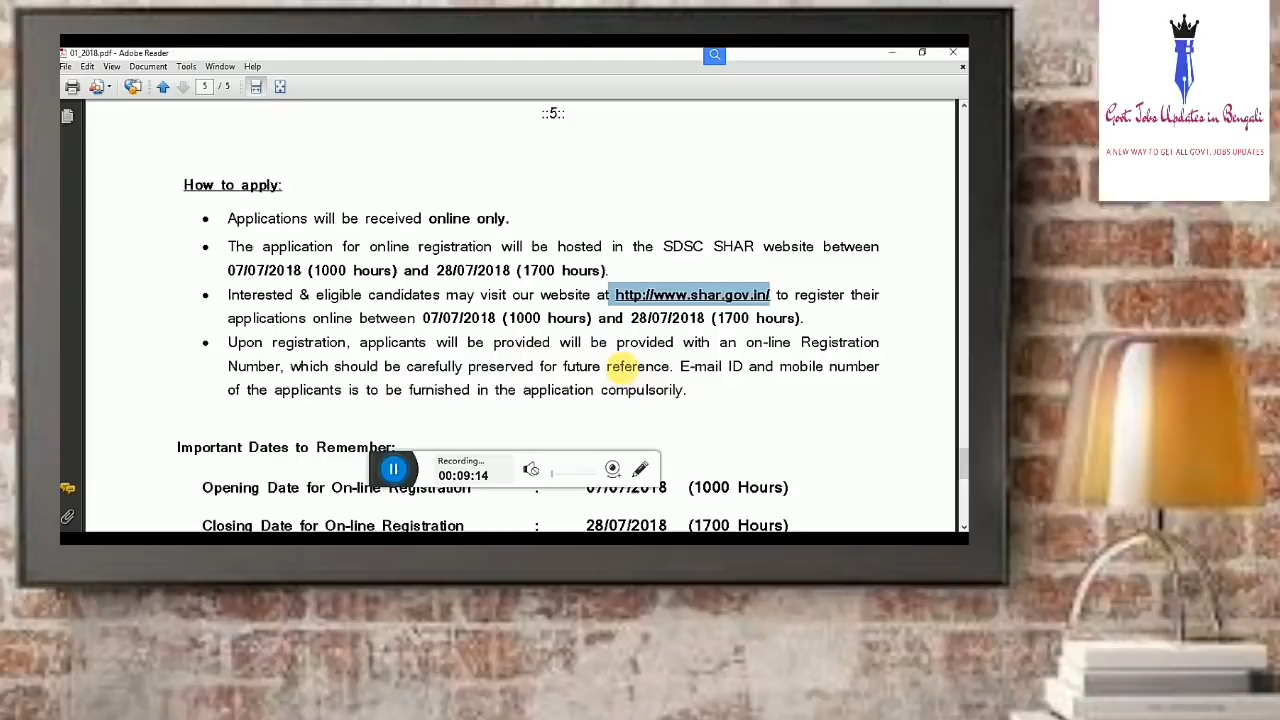 01_2018.pdf - Adobe Reader
File Edit View Document Tools Window Help
5 / 5
::5::
How to apply:
• Applications will be received online only.
• The application for online registration will be hosted in the SDSC SHAR website between
07/07/2018 (1000 hours) and 28/07/2018 (1700 hours).
• Interested & eligible candidates may visit our website at http://www.shar.gov.in/ to register their
applications online between 07/07/2018 (1000 hours) and 28/07/2018 (1700 hours).
• Upon registration, applicants will be provided will be provided with an on-line Registration
Number, which should be carefully preserved for future reference. E-mail ID and mobile number
of the applicants is to be furnished in the application compulsorily.
Important Dates to Remember:
Recording...
00:09:14
Opening Date for On-line Registration : 07/07/2018 (1000 Hours)
Closing Date for On-line Registration : 28/07/2018 (1700 Hours)
Govt. Jobs Updates in Bengali
A NEW WAY TO GET ALL GOVT. JOBS UPDATES